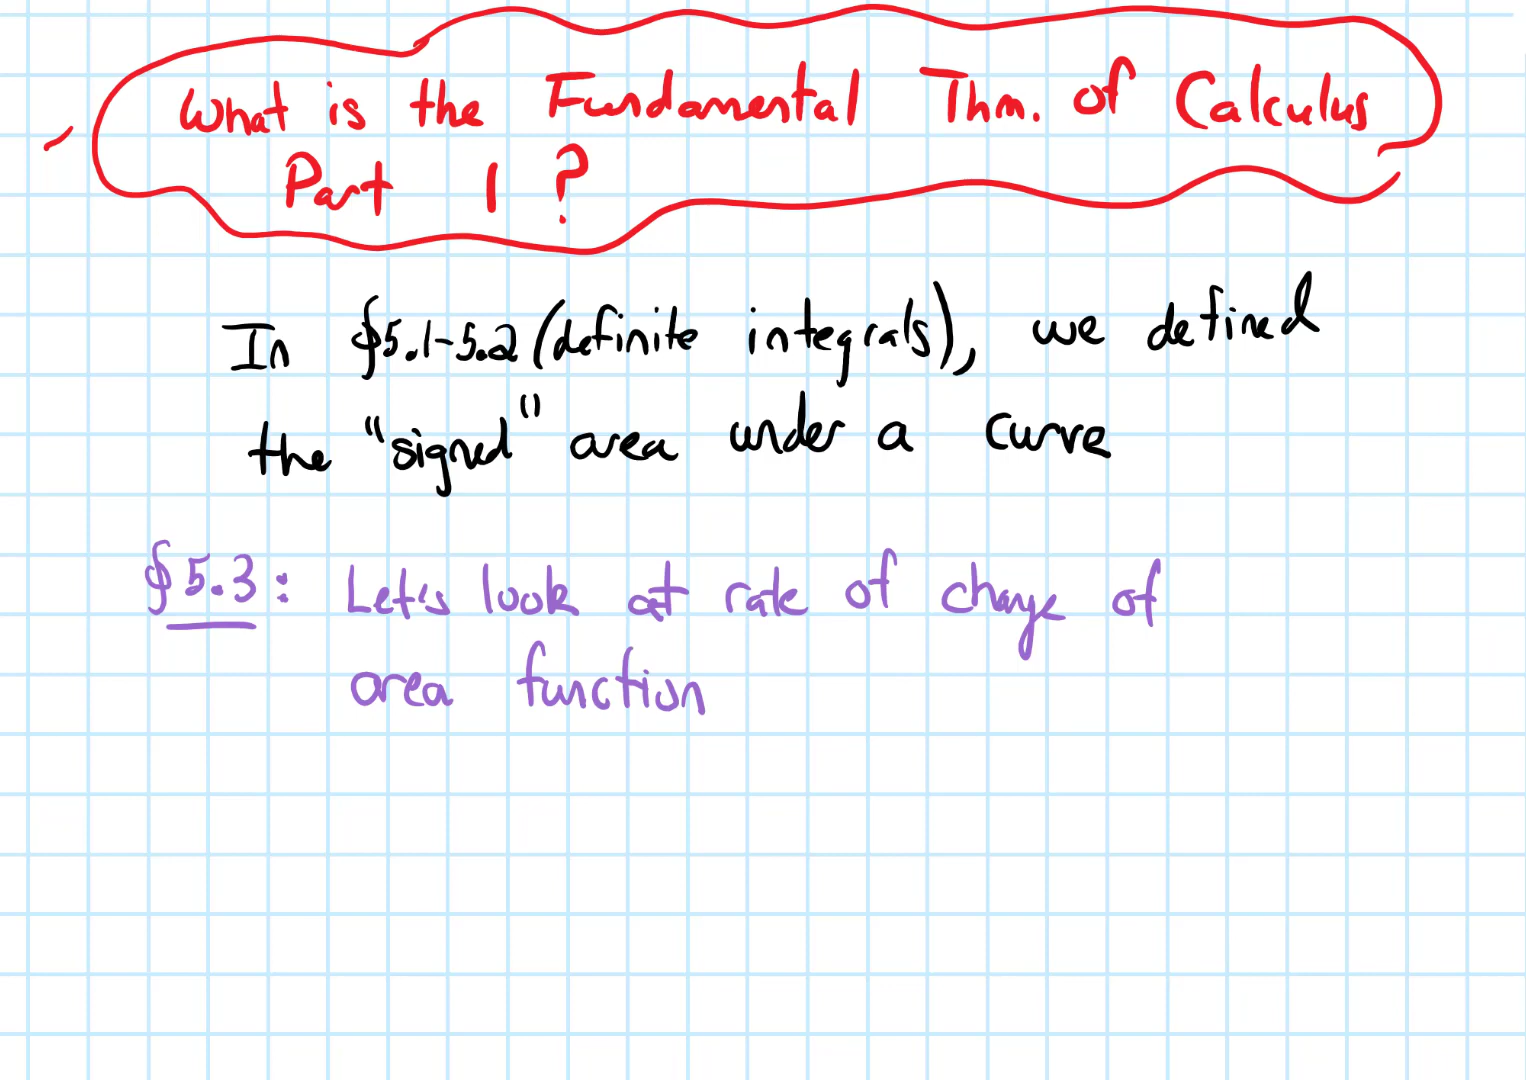 What is the Fundamental Thm. of Calculus
Part 1 ?
In §5.1-5.2 (definite integrals), we defined
the "signed" area under a curve
§5.3: Let's look at rate of change of
area function